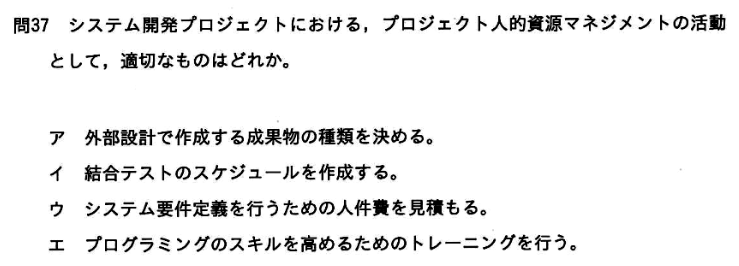 問37 システム開発プロジェクトにおける，プロジェクト人的資源マネジメントの活動
として，適切なものはどれか。
ア 外部設計で作成する成果物の種類を決める。
イ 結合テストのスケジュールを作成する。
ウ システム要件定義を行うための人件費を見積もる。
エ プログラミングのスキルを高めるためのトレーニングを行う。